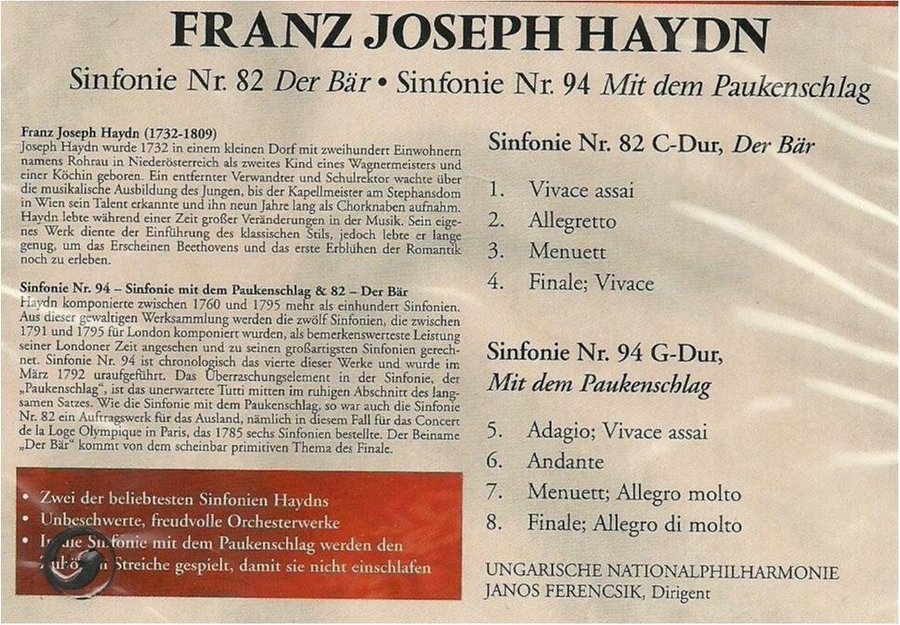 FRANZ JOSEPH HAYDN
Sinfonie Nr. 82 Der Bär • Sinfonie Nr. 94 Mit dem Paukenschlag
Franz Joseph Haydn (1732-1809)
Joseph Haydn wurde 1732 in einem kleinen Dorf mit zweihundert Einwohnern
namens Rohrau in Niederösterreich als zweites Kind eines Wagnermeisters und
einer Köchin geboren. Ein entfernter Verwandter und Schulrektor wachte über
die musikalische Ausbildung des Jungen, bis der Kapellmeister am Stephansdom
in Wien sein Talent erkannte und ihn neun Jahre lang als Chorknaben aufnahm.
Haydn lebte während einer Zeit großer Veränderungen in der Musik. Sein eige-
nes Werk diente der Einführung des klassischen Stils, jedoch lebte er lange
genug, um das Erscheinen Beethovens und das erste Erblühen der Romantik
noch zu erleben.
Sinfonie Nr. 94 – Sinfonie mit dem Paukenschlag & 82 – Der Bär
Haydn komponierte zwischen 1760 und 1795 mehr als einhundert Sinfonien.
Aus dieser gewaltigen Werksammlung werden die zwölf Sinfonien, die zwischen
1791 und 1795 für London komponiert wurden, als bemerkenswerteste Leistung
seiner Londoner Zeit angesehen und zu seinen großartigsten Sinfonien gerech-
net. Sinfonie Nr. 94 ist chronologisch das vierte dieser Werke und wurde im
März 1792 uraufgeführt. Das Überraschungselement in der Sinfonie, der
„Paukenschlag“, ist das unerwartete Tutti mitten im ruhigen Abschnitt des lang-
samen Satzes. Wie die Sinfonie mit dem Paukenschlag, so war auch die Sinfonie
Nr. 82 ein Auftragswerk für das Ausland, nämlich in diesem Fall für das Concert
de la Loge Olympique in Paris, das 1785 sechs Sinfonien bestellte. Der Beiname
„Der Bär“ kommt von dem scheinbar primitiven Thema des Finale.
• Zwei der beliebtesten Sinfonien Haydns
• Unbeschwerte, freudvolle Orchesterwerke
• In die Sinfonie mit dem Paukenschlag werden den
Zuhörern Streiche gespielt, damit sie nicht einschlafen
Sinfonie Nr. 82 C-Dur, Der Bär
1. Vivace assai
2. Allegretto
3. Menuett
4. Finale; Vivace
Sinfonie Nr. 94 G-Dur,
Mit dem Paukenschlag
5. Adagio; Vivace assai
6. Andante
7. Menuett; Allegro molto
8. Finale; Allegro di molto
UNGARISCHE NATIONALPHILHARMONIE
JANOS FERENCSIK, Dirigent